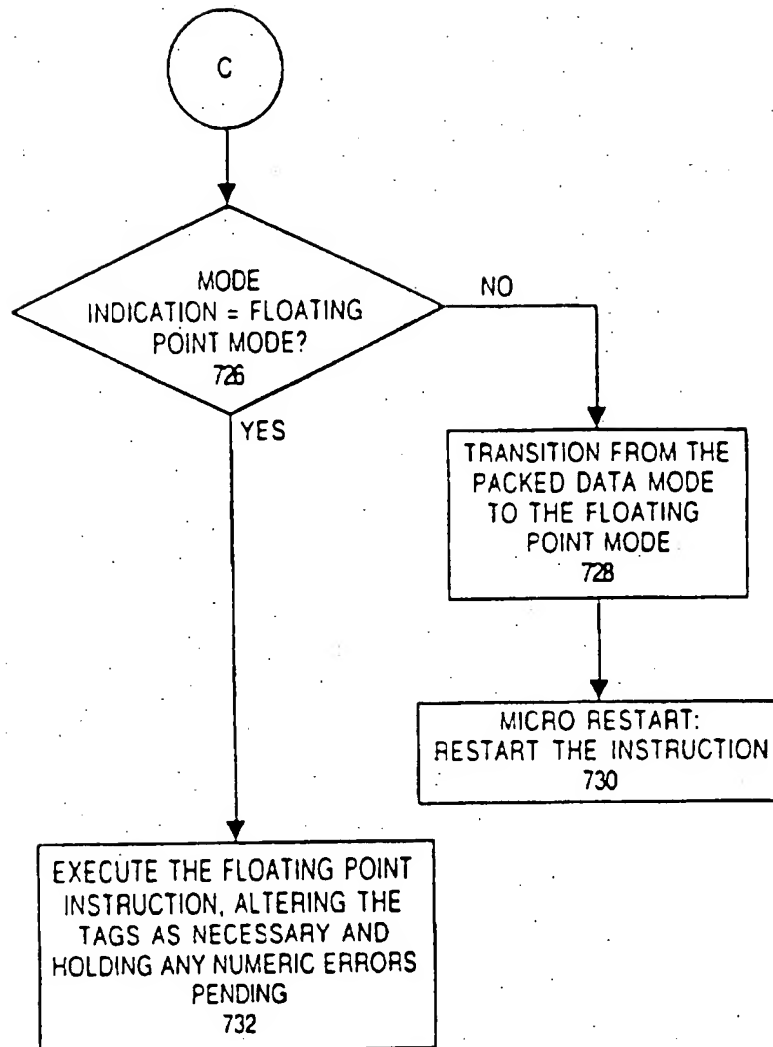 C
MODE
INDICATION = FLOATING
POINT MODE?
726
NO
YES
TRANSITION FROM THE
PACKED DATA MODE
TO THE FLOATING
POINT MODE
728
MICRO RESTART:
RESTART THE INSTRUCTION
730
EXECUTE THE FLOATING POINT
INSTRUCTION, ALTERING THE
TAGS AS NECESSARY AND
HOLDING ANY NUMERIC ERRORS
PENDING
732